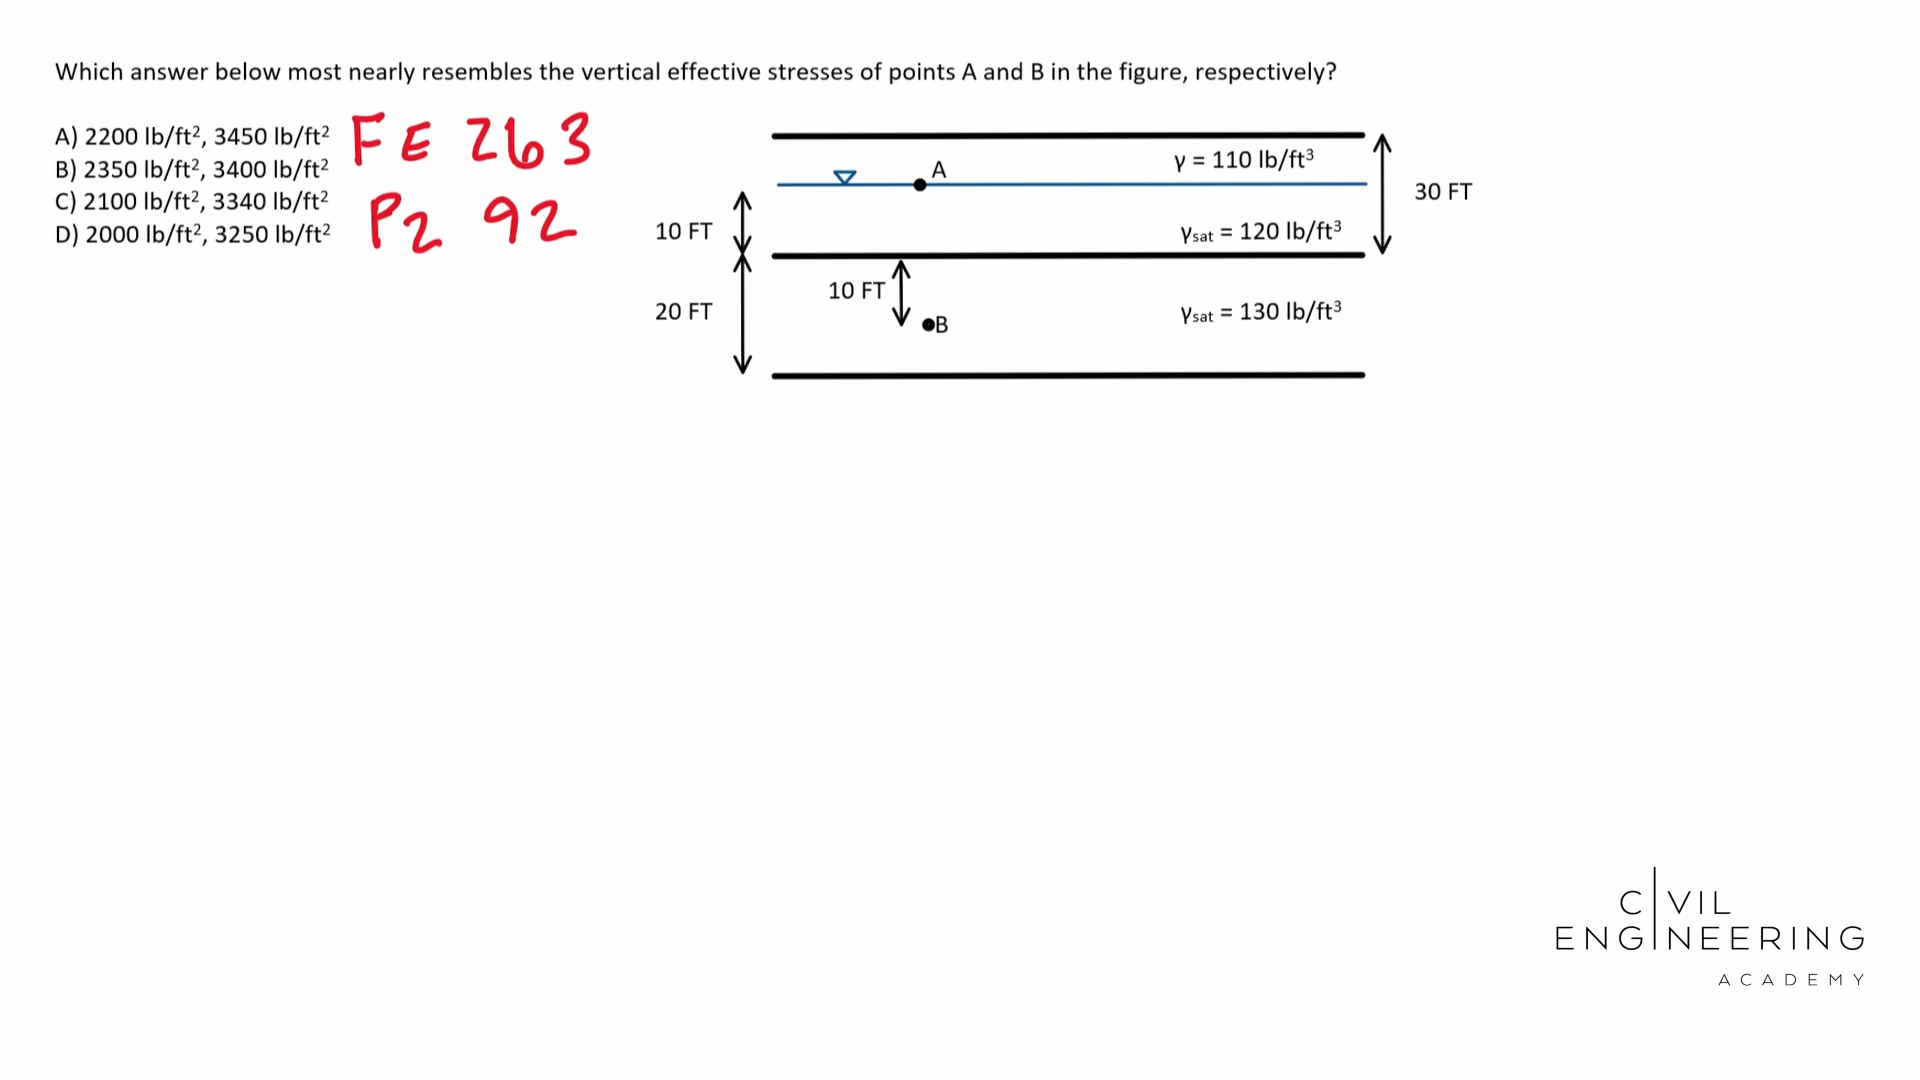 Which answer below most nearly resembles the vertical effective stresses of points A and B in the figure, respectively?
A) 2200 lb/ft², 3450 lb/ft²
B) 2350 lb/ft², 3400 lb/ft²
C) 2100 lb/ft², 3340 lb/ft²
D) 2000 lb/ft², 3250 lb/ft²
FE 263
P2 92
A
γ = 110 lb/ft³
30 FT
10 FT
γsat = 120 lb/ft³
10 FT
20 FT
B
γsat = 130 lb/ft³
CIVIL
ENGINEERING
ACADEMY